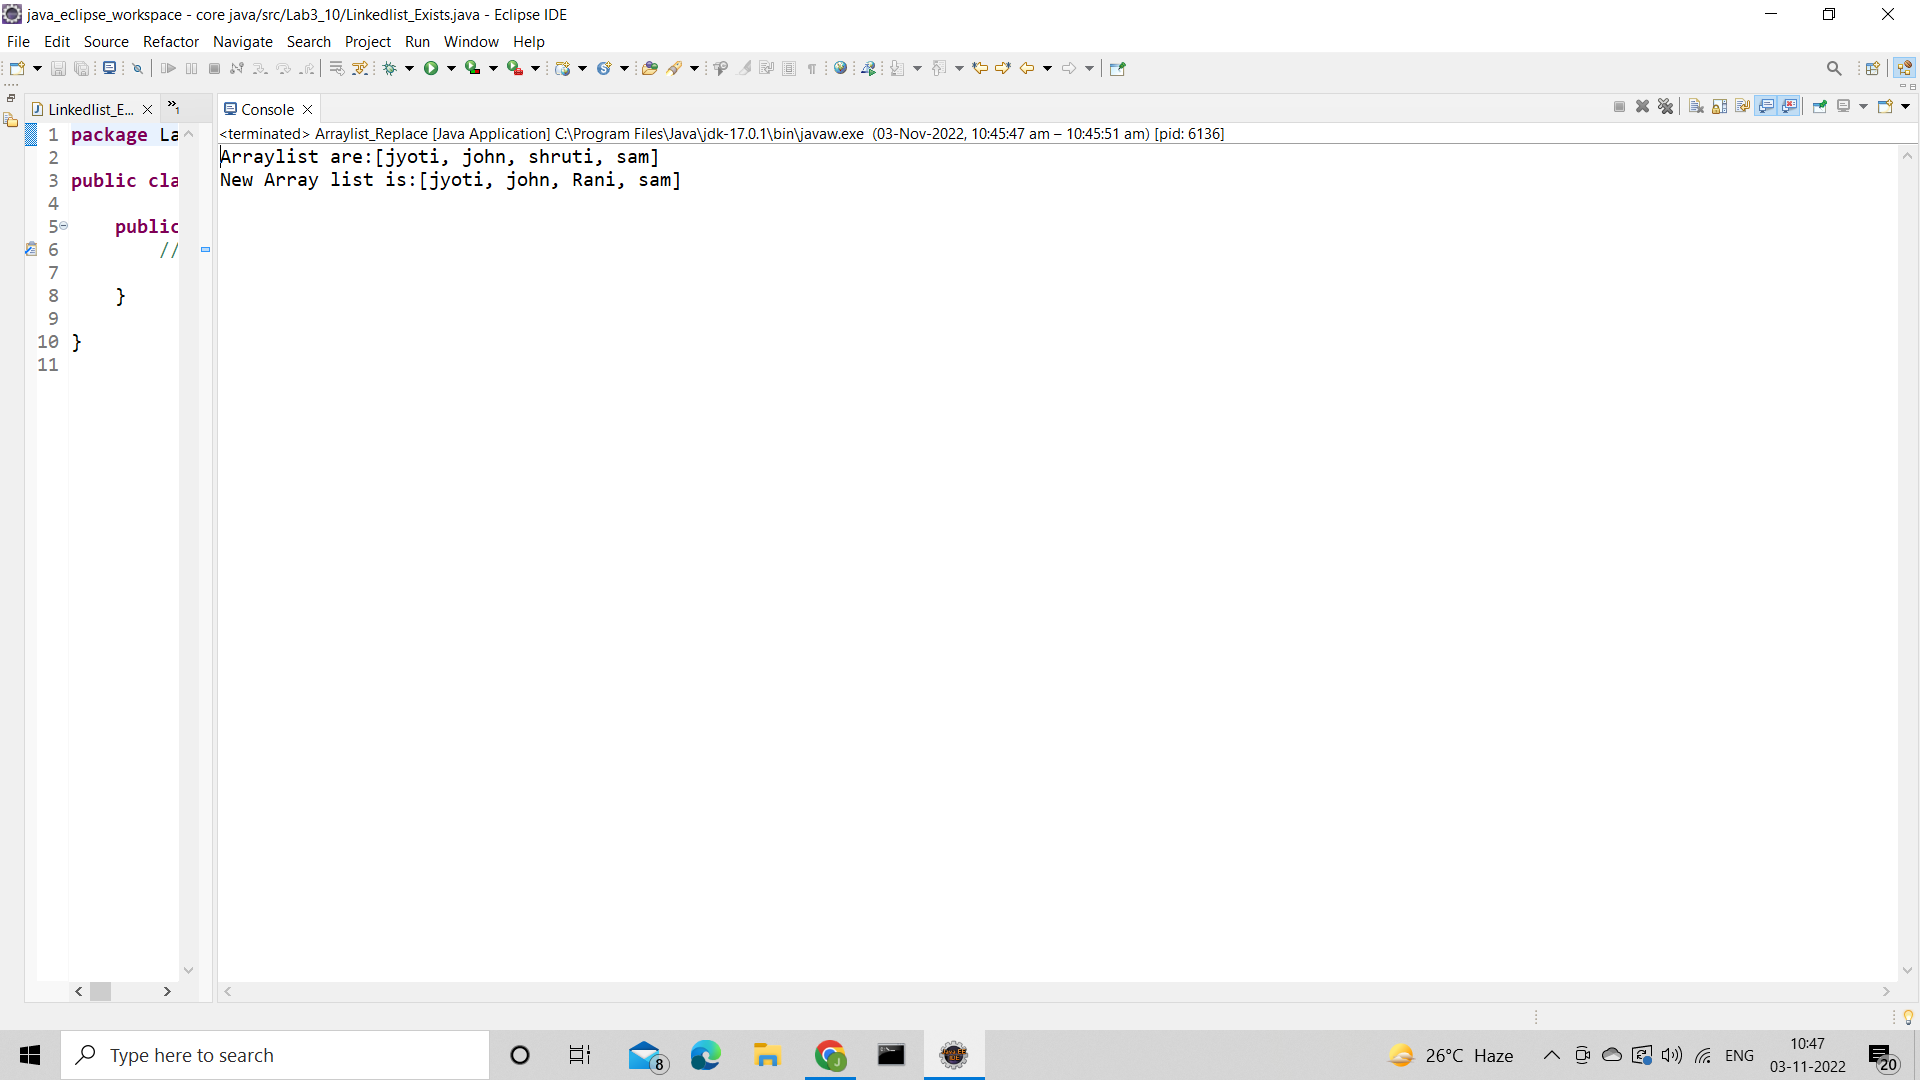 java_eclipse_workspace - core java/src/Lab3_10/Linkedlist_Exists.java - Eclipse IDE
File Edit Source Refactor Navigate Search Project Run Window Help
Linkedlist_E... »1
Console
<terminated> Arraylist_Replace [Java Application] C:\Program Files\Java\jdk-17.0.1\bin\javaw.exe (03-Nov-2022, 10:45:47 am – 10:45:51 am) [pid: 6136]
1 package La
2
3 public cla
4
5 public
6 //
7
8 }
9
10 }
11
Arraylist are:[jyoti, john, shruti, sam]
New Array list is:[jyoti, john, Rani, sam]
Type here to search
8
26°C Haze
ENG
10:47
03-11-2022
20